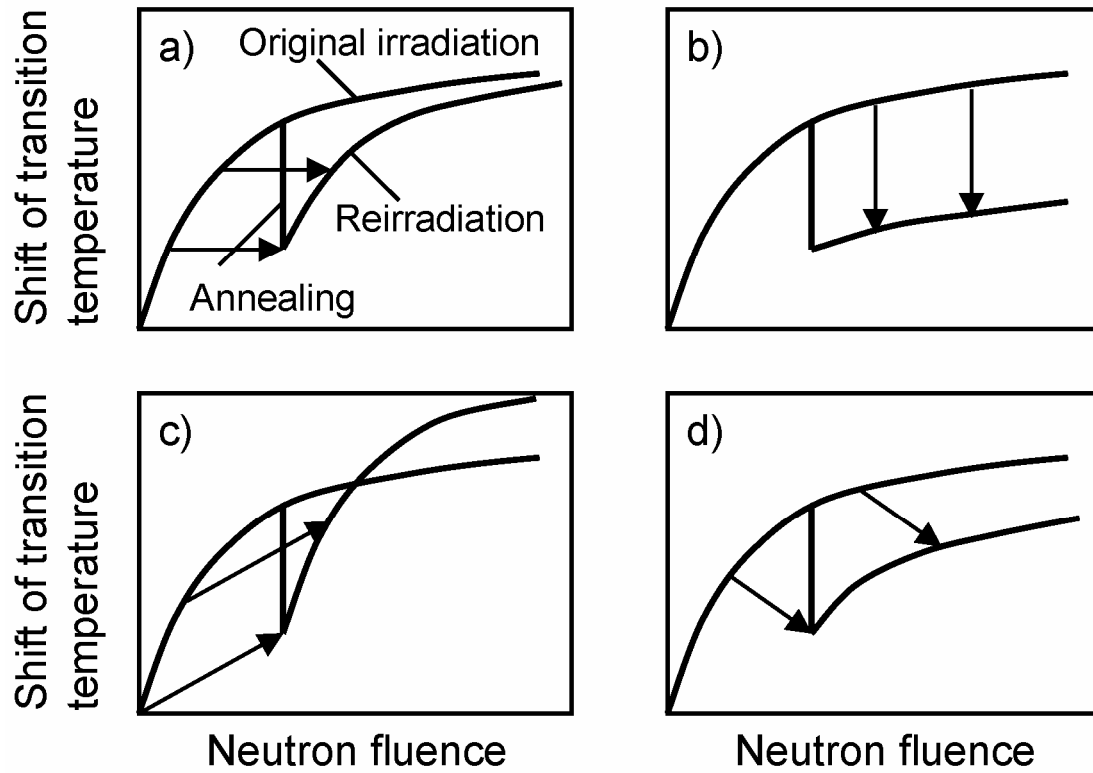 a)
Original irradiation
Reirradiation
Annealing
Shift of transition
temperature
b)
c)
Shift of transition
temperature
d)
Neutron fluence
Neutron fluence